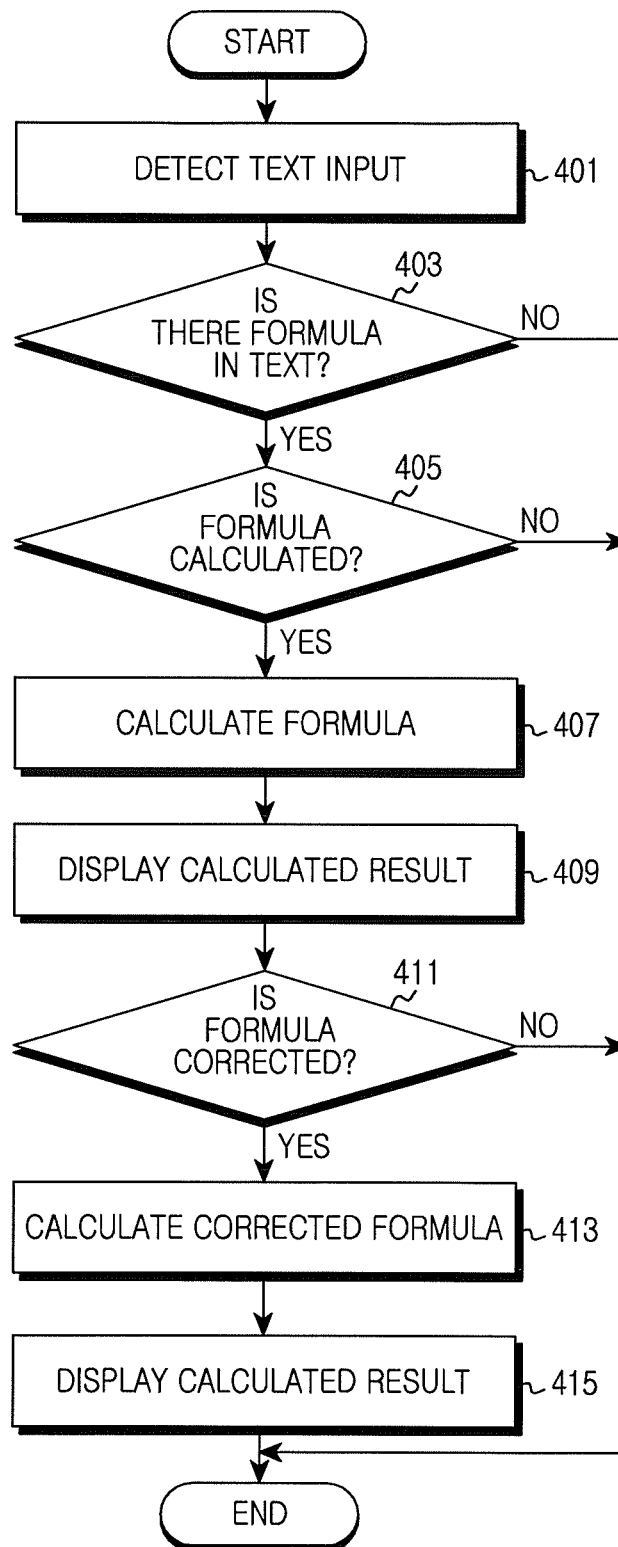 START
DETECT TEXT INPUT
401
403
IS
THERE FORMULA
IN TEXT?
NO
YES
405
IS
FORMULA
CALCULATED?
NO
YES
CALCULATE FORMULA
407
DISPLAY CALCULATED RESULT
409
411
IS
FORMULA
CORRECTED?
NO
YES
CALCULATE CORRECTED FORMULA
413
DISPLAY CALCULATED RESULT
415
END